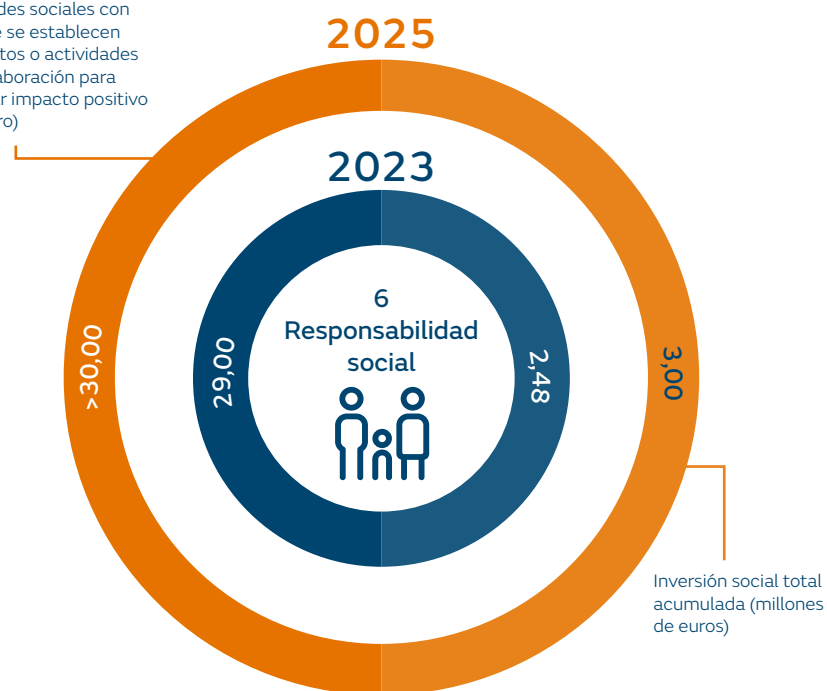 des sociales con
se establecen
tos o actividades
aboración para
r impacto positivo
ro)
2025
2023
6
Responsabilidad
social
>30,00
29,00
2,48
3,00
Inversión social total
acumulada (millones
de euros)